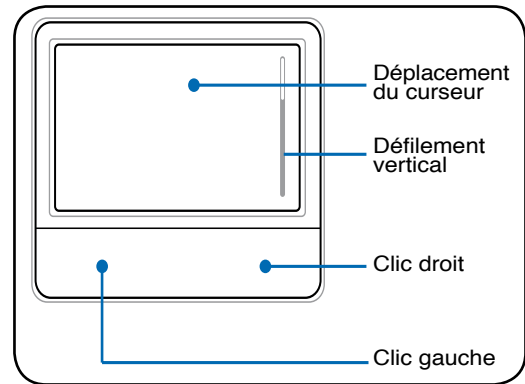 Déplacement
du curseur
Défilement
vertical
Clic droit
Clic gauche